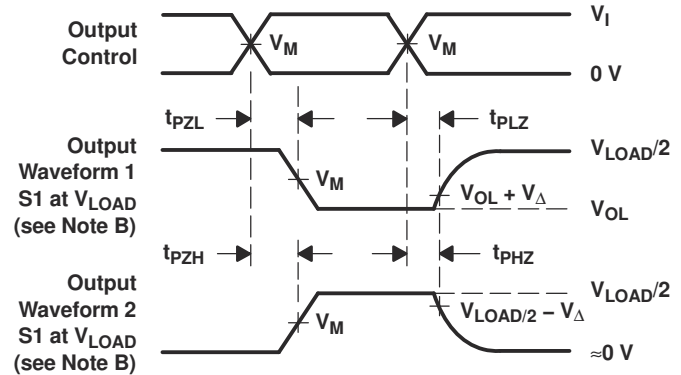 Output
Control
V_M
V_M
V_I
0 V
t_PZL
t_PLZ
Output
Waveform 1
S1 at V_LOAD
(see Note B)
V_M
V_OL + V_Δ
V_LOAD/2
V_OL
t_PZH
t_PHZ
Output
Waveform 2
S1 at V_LOAD
(see Note B)
V_M
V_LOAD/2 – V_Δ
V_LOAD/2
≈0 V